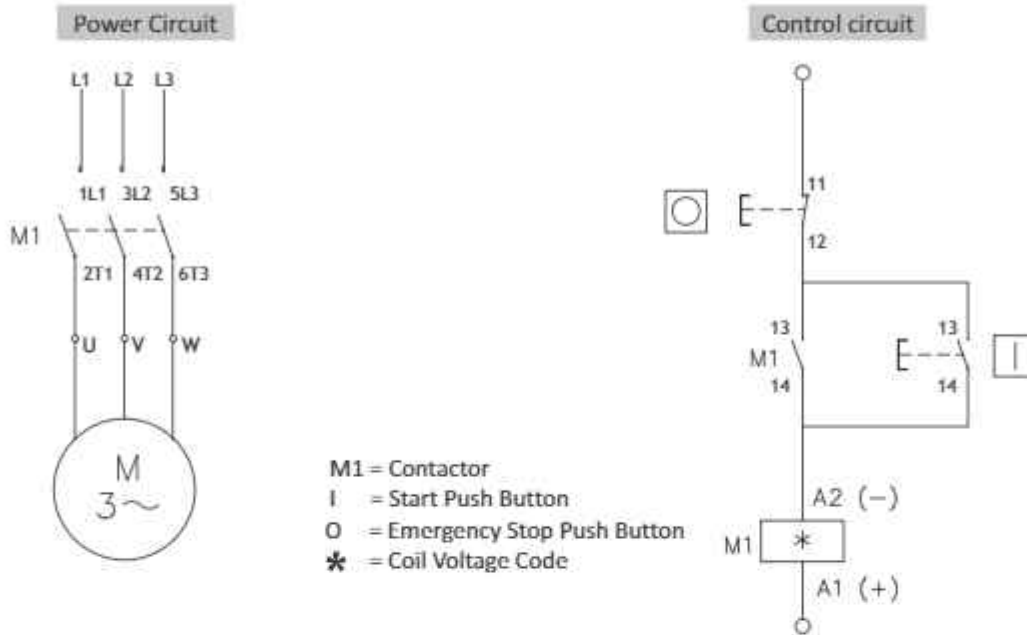 Power Circuit
L1 L2 L3
1L1 3L2 5L3
M1
2T1 4T2 6T3
U V W
M
3~
M1 = Contactor
I = Start Push Button
O = Emergency Stop Push Button
* = Coil Voltage Code
Control circuit
11
12
13 13
M1
14 14
A2 (-)
M1 *
A1 (+)